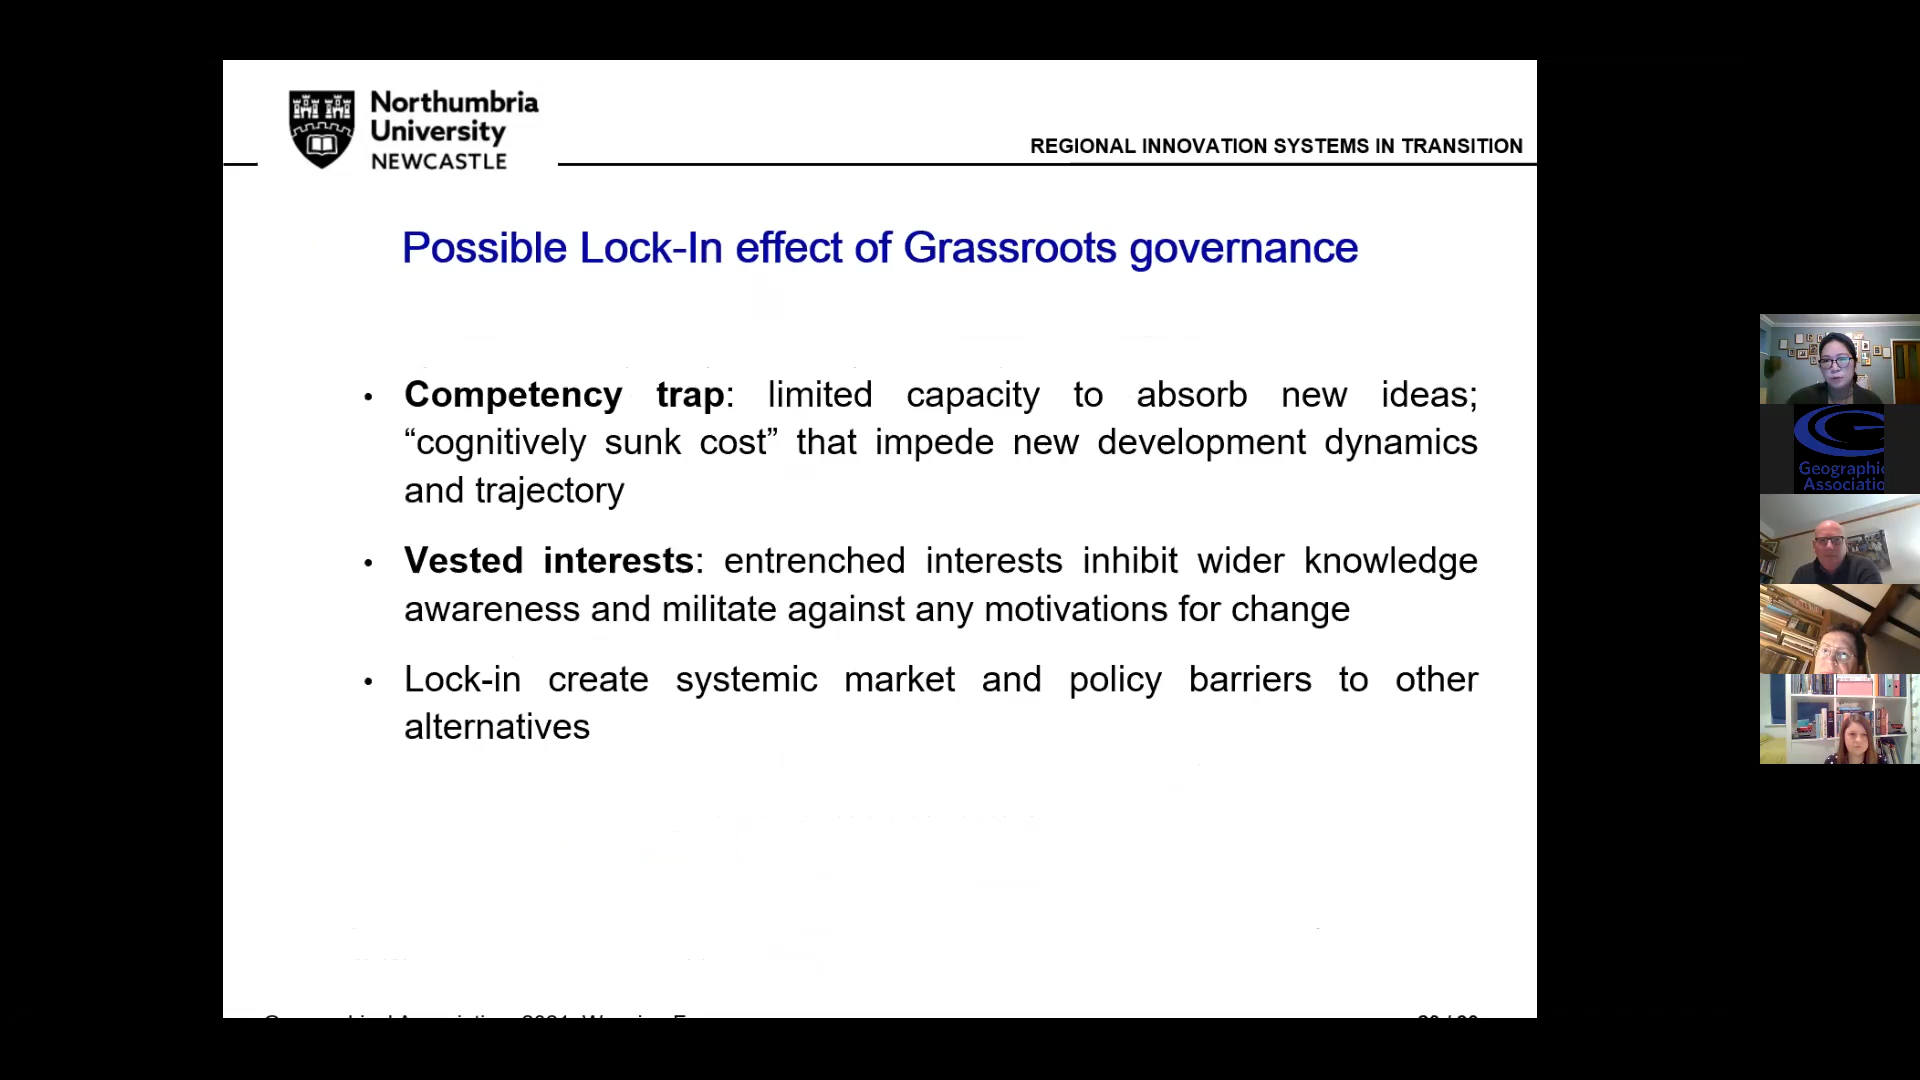 Northumbria
University
NEWCASTLE
REGIONAL INNOVATION SYSTEMS IN TRANSITION
Possible Lock-In effect of Grassroots governance
• Competency trap: limited capacity to absorb new ideas;
“cognitively sunk cost” that impede new development dynamics
and trajectory
• Vested interests: entrenched interests inhibit wider knowledge
awareness and militate against any motivations for change
• Lock-in create systemic market and policy barriers to other
alternatives
Geographic
Associatio